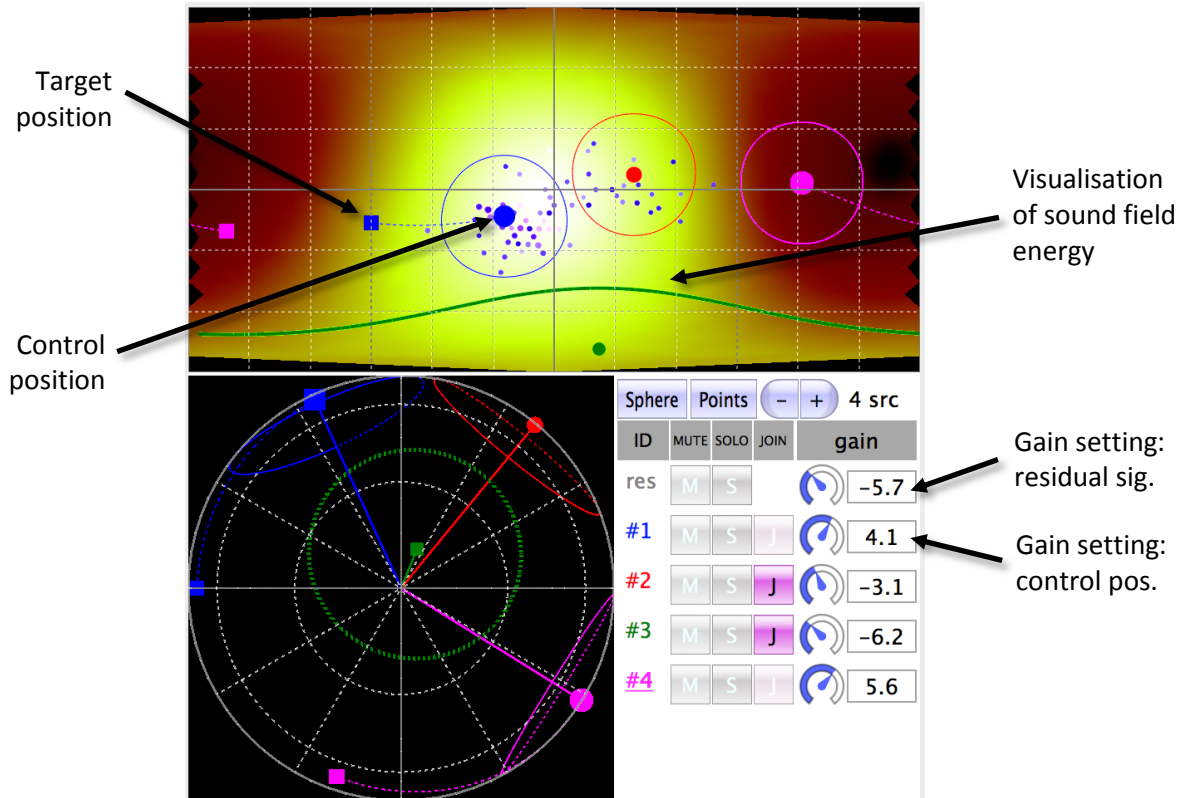 Target
position
Control
position
Visualisation
of sound field
energy
Sphere Points - + 4 src
ID MUTE SOLO JOIN gain
res M S -5.7
#1 M S J 4.1
#2 M S J -3.1
#3 M S J -6.2
#4 M S J 5.6
Gain setting:
residual sig.
Gain setting:
control pos.